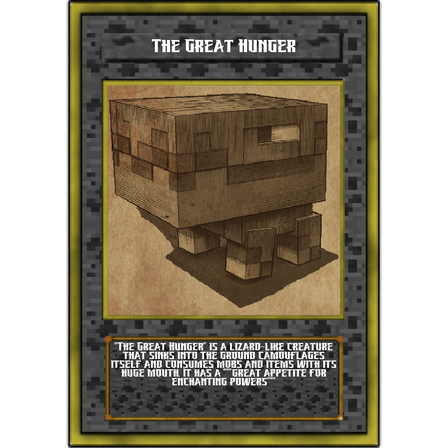 The Great Hunger
"The Great Hunger" is a lizard-like creature
that sinks into the ground camouflages
itself and consumes mobs and items with its
huge mouth. It has a ""great appetite for
enchanting powers""